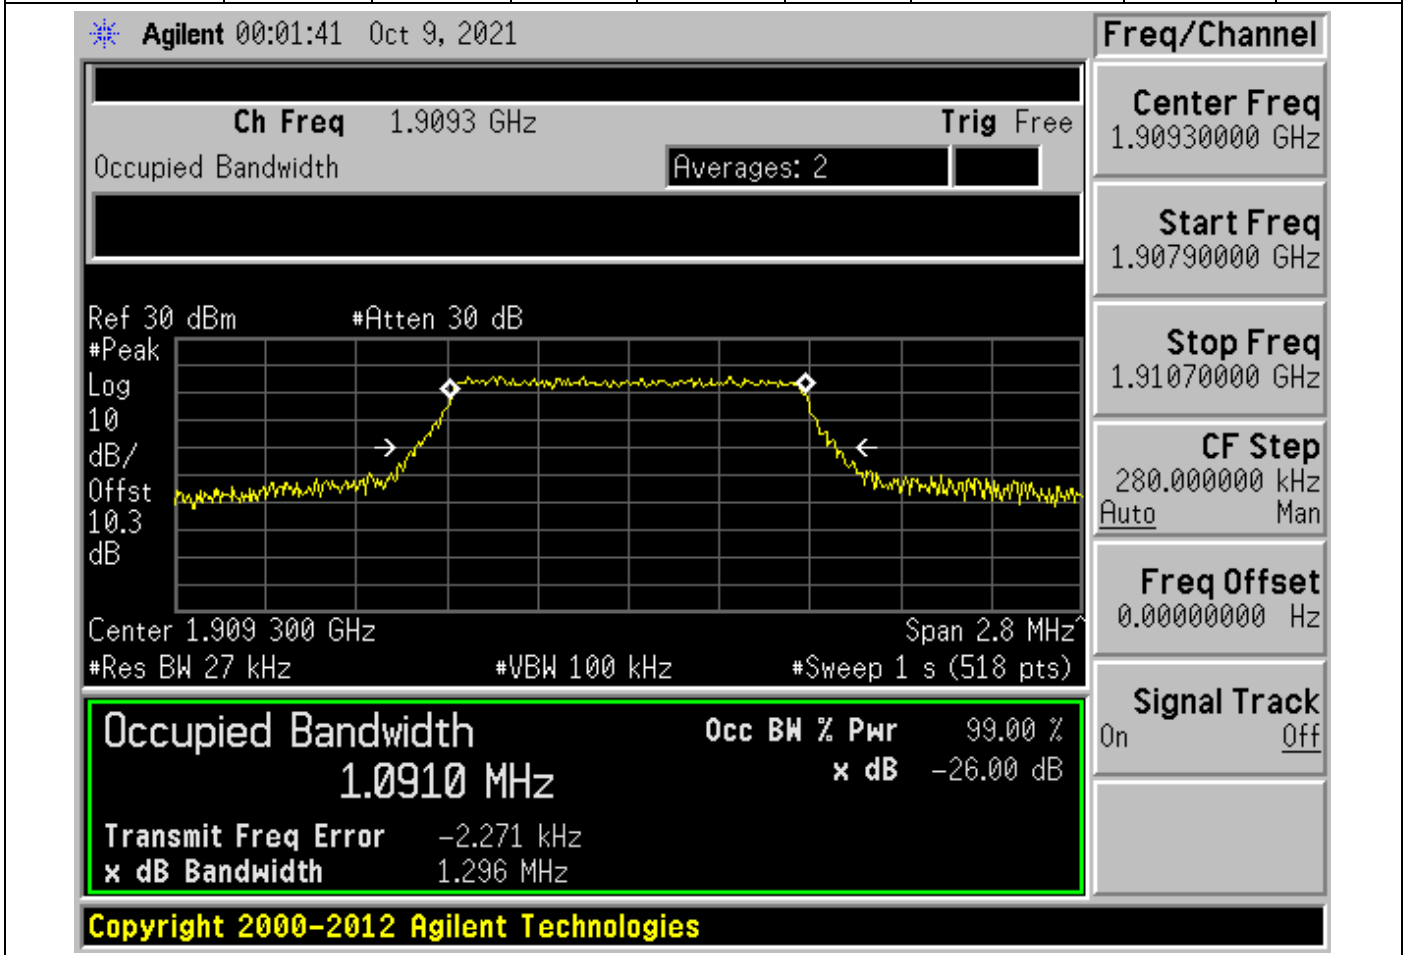 Agilent 00:01:41 Oct 9, 2021
Freq/Channel
Ch Freq 1.9093 GHz
Trig Free
Occupied Bandwidth
Averages: 2
Center Freq
1.90930000 GHz
Start Freq
1.90790000 GHz
Stop Freq
1.91070000 GHz
CF Step
280.000000 kHz
Auto Man
Freq Offset
0.00000000 Hz
Signal Track
On Off
Ref 30 dBm
#Atten 30 dB
#Peak
Log
10
dB/
Offst
10.3
dB
Center 1.909 300 GHz
Span 2.8 MHz^
#Res BW 27 kHz
#VBW 100 kHz
#Sweep 1 s (518 pts)
Occupied Bandwidth
1.0910 MHz
Occ BW % Pwr 99.00 %
x dB -26.00 dB
Transmit Freq Error -2.271 kHz
x dB Bandwidth 1.296 MHz
Copyright 2000-2012 Agilent Technologies